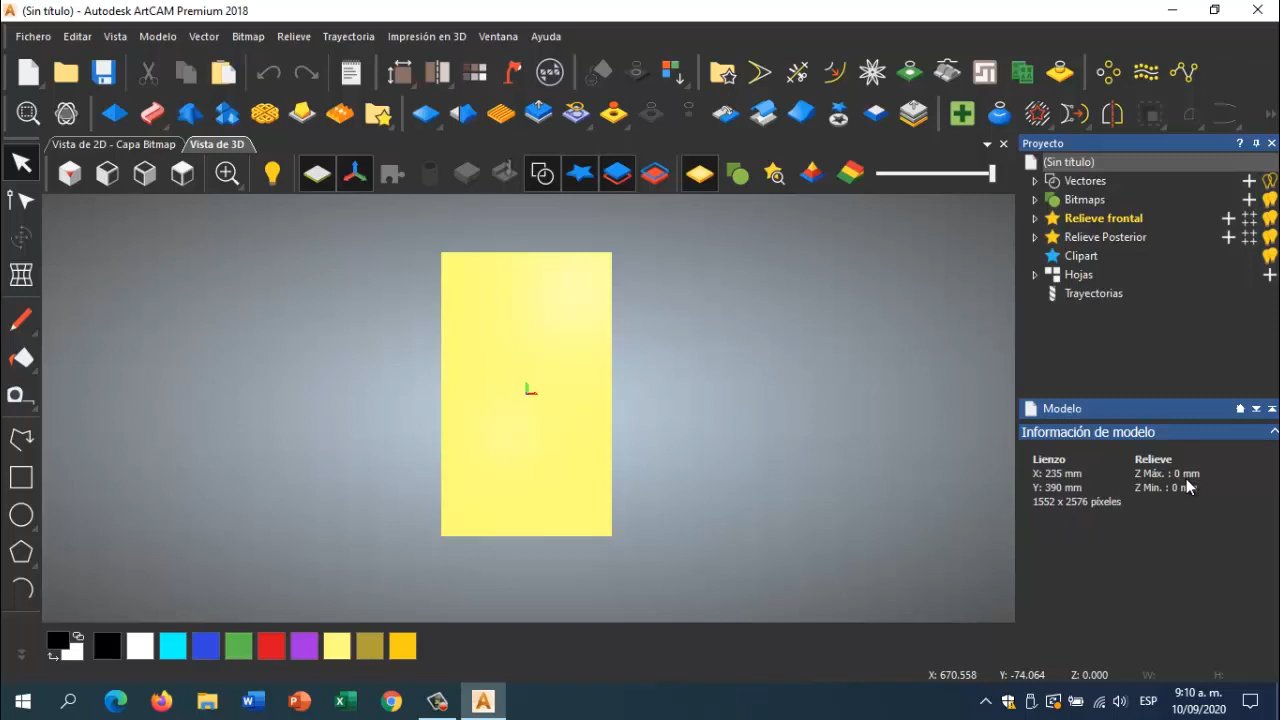 (Sin título) - Autodesk ArtCAM Premium 2018
Fichero Editar Vista Modelo Vector Bitmap Relieve Trayectoria Impresión en 3D Ventana Ayuda
Vista de 2D - Capa Bitmap Vista de 3D
Proyecto
(Sin título)
Vectores
Bitmaps
Relieve frontal
Relieve Posterior
Clipart
Hojas
Trayectorias
Modelo
Información de modelo
Lienzo Relieve
X: 235 mm Z Máx. : 0 mm
Y: 390 mm Z Min. : 0
1552 x 2576 píxeles
X: 670.558 Y: -74.064 Z: 0.000 W: H:
ESP
9:10 a. m.
10/09/2020